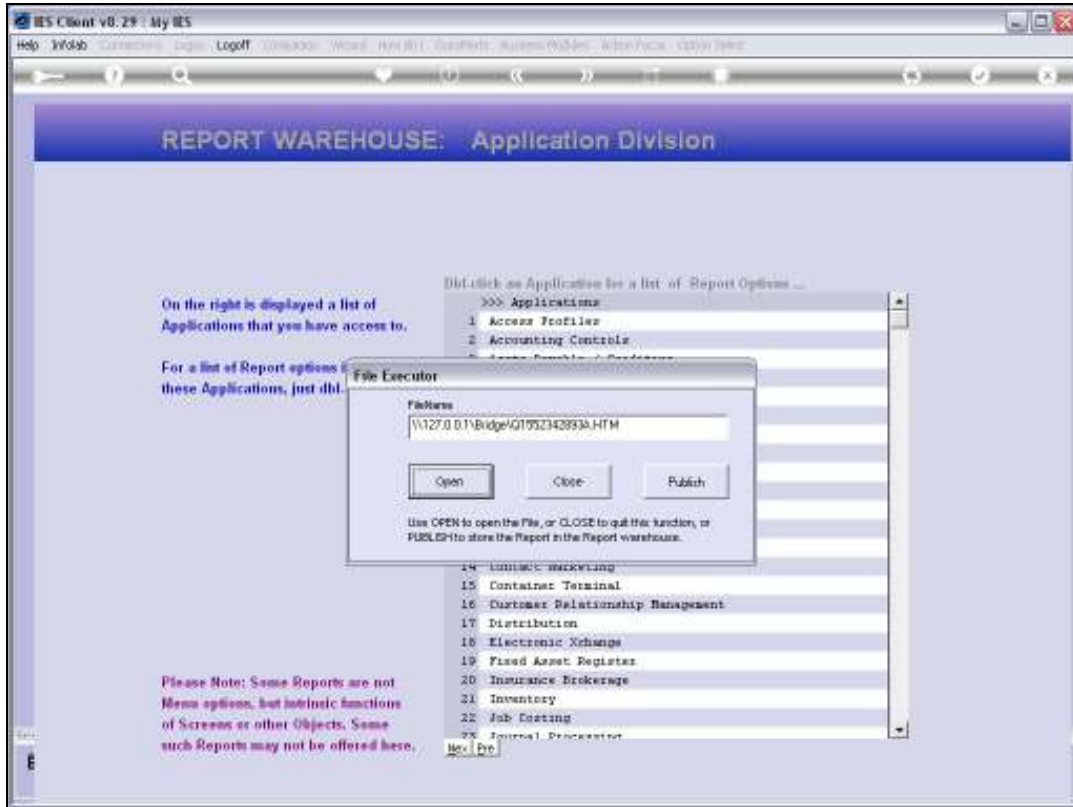 IES Client v8.29 : My IES
Help Infolab Logoff
REPORT WAREHOUSE: Application Division
Dbl-click an Application for a list of Report Options ...
>>> Applications
On the right is displayed a list of
Applications that you have access to.
For a list of Report options
these Applications, just dbl.
1 Access Profiles
2 Accounting Controls
File Executor
FileName
\\127.0.0.1\Bridge\Q1552342893A.HTM
Open Close Publish
Use OPEN to open the File, or CLOSE to quit this function, or
PUBLISH to store the Report in the Report warehouse.
14 Contact Marketing
15 Container Terminal
16 Customer Relationship Management
17 Distribution
18 Electronic Xchange
19 Fixed Asset Register
20 Insurance Brokerage
21 Inventory
22 Job Costing
23 Journal Processing
Please Note: Some Reports are not
Menu options, but intrinsic functions
of Screens or other Objects. Some
such Reports may not be offered here.
Nex Pre